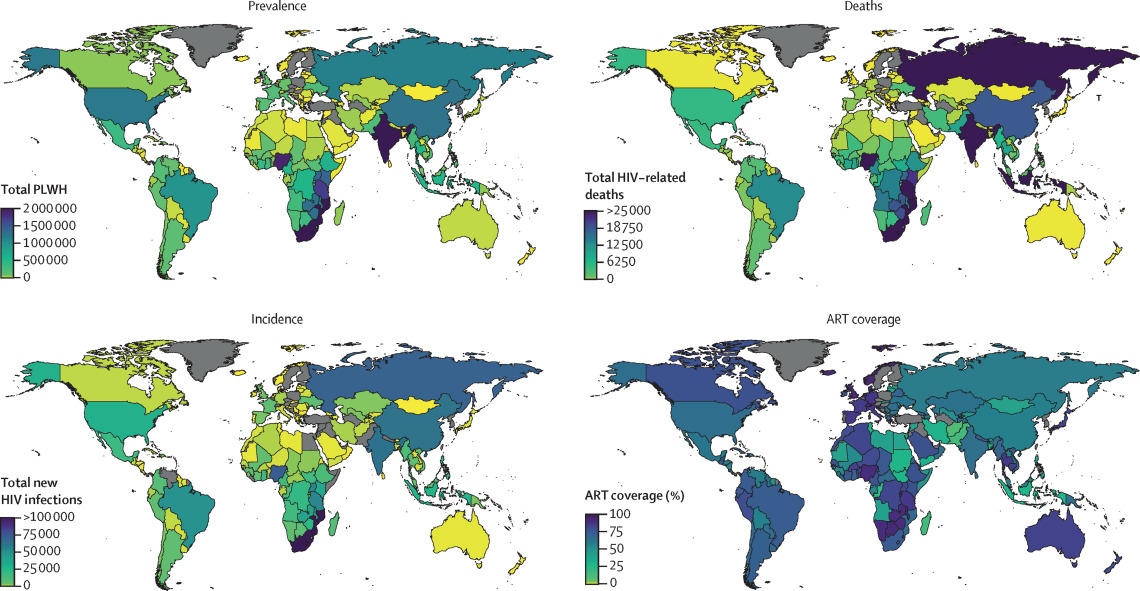 Prevalence
Total PLWH
2 000 000
1 500 000
1 000 000
500 000
0
Deaths
T
Total HIV–related
deaths
>25 000
18 750
12 500
6250
0
Incidence
Total new
HIV infections
>100 000
75 000
50 000
25 000
0
ART coverage
ART coverage (%)
100
75
50
25
0